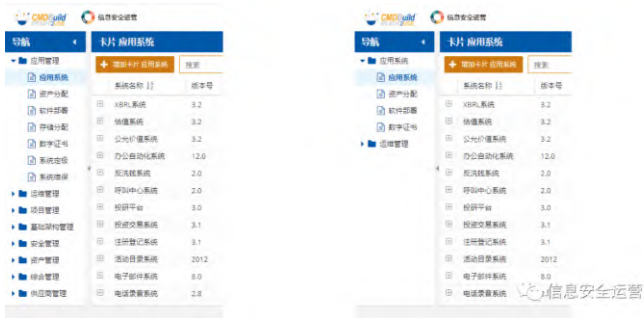 CMDBuild 信息安全运营
导航
应用管理
应用系统
资产分配
软件部署
存储分配
数字证书
系统定级
系统维保
运维管理
项目管理
基础架构管理
安全管理
资产管理
综合管理
供应商管理
卡片 应用系统
增加卡片 应用系统 搜索
系统名称 版本号
XBRL系统 3.2
估值系统 3.2
公允价值系统 3.2
办公自动化系统 12.0
反洗钱系统 2.0
呼叫中心系统 2.0
投研平台 3.0
投资交易系统 3.1
注册登记系统 3.1
活动目录系统 2012
电子邮件系统 8.0
电话录音系统 2.8
CMDBuild 信息安全运营
导航
应用系统
应用系统
资产分配
软件部署
数字证书
运维管理
卡片 应用系统
增加卡片 应用系统 搜索
系统名称 版本号
XBRL系统 3.2
估值系统 3.2
公允价值系统 3.2
办公自动化系统 12.0
反洗钱系统 2.0
呼叫中心系统 2.0
投研平台 3.0
投资交易系统 3.1
注册登记系统 3.1
活动目录系统 2012
电子邮件系统 8.0
电话录音系统
信息安全运营